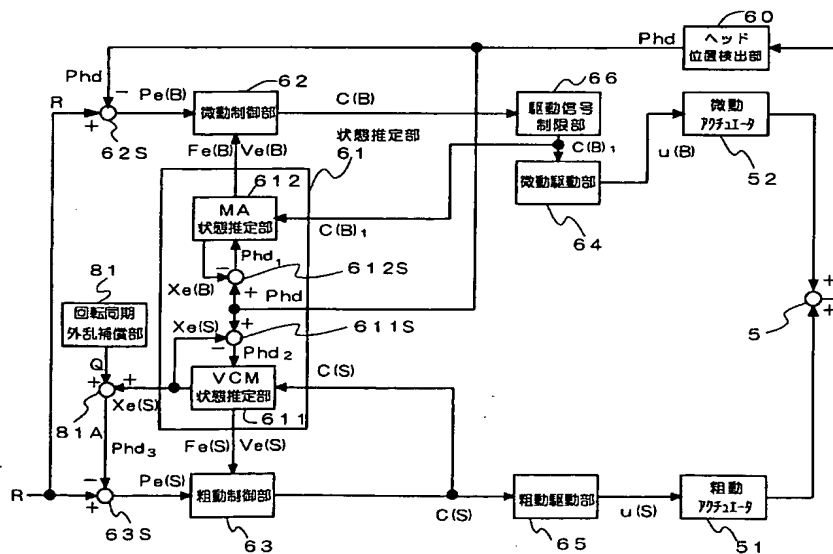 60
Phd
ヘッド
位置検出部
Phd
62
66
R
Pe(B)
微動制御部
C(B)
駆動信号
制限部
微動
アクチュエータ
62S
状態推定部
61
Fe(B)
Ve(B)
C(B)₁
u(B)
52
612
MA
状態推定部
C(B)₁
微動駆動部
64
Phd₁
612S
Xe(B)
Phd
81
回転同期
外乱補償部
Xe(S)
611S
5
Phd₂
Q
VCM
状態推定部
C(S)
Xe(S)
81A
611
Phd₃
Fe(S)
Ve(S)
R
Pe(S)
粗動制御部
粗動駆動部
粗動
アクチュエータ
C(S)
u(S)
63S
63
65
51